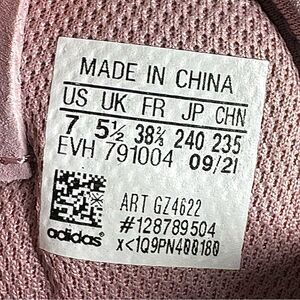 MADE IN CHINA
US UK FR JP CHN
7 5½ 38⅔ 240 235
EVH 791004 09/21
ART GZ4622
#128789504
adidas x<1Q9PN400180